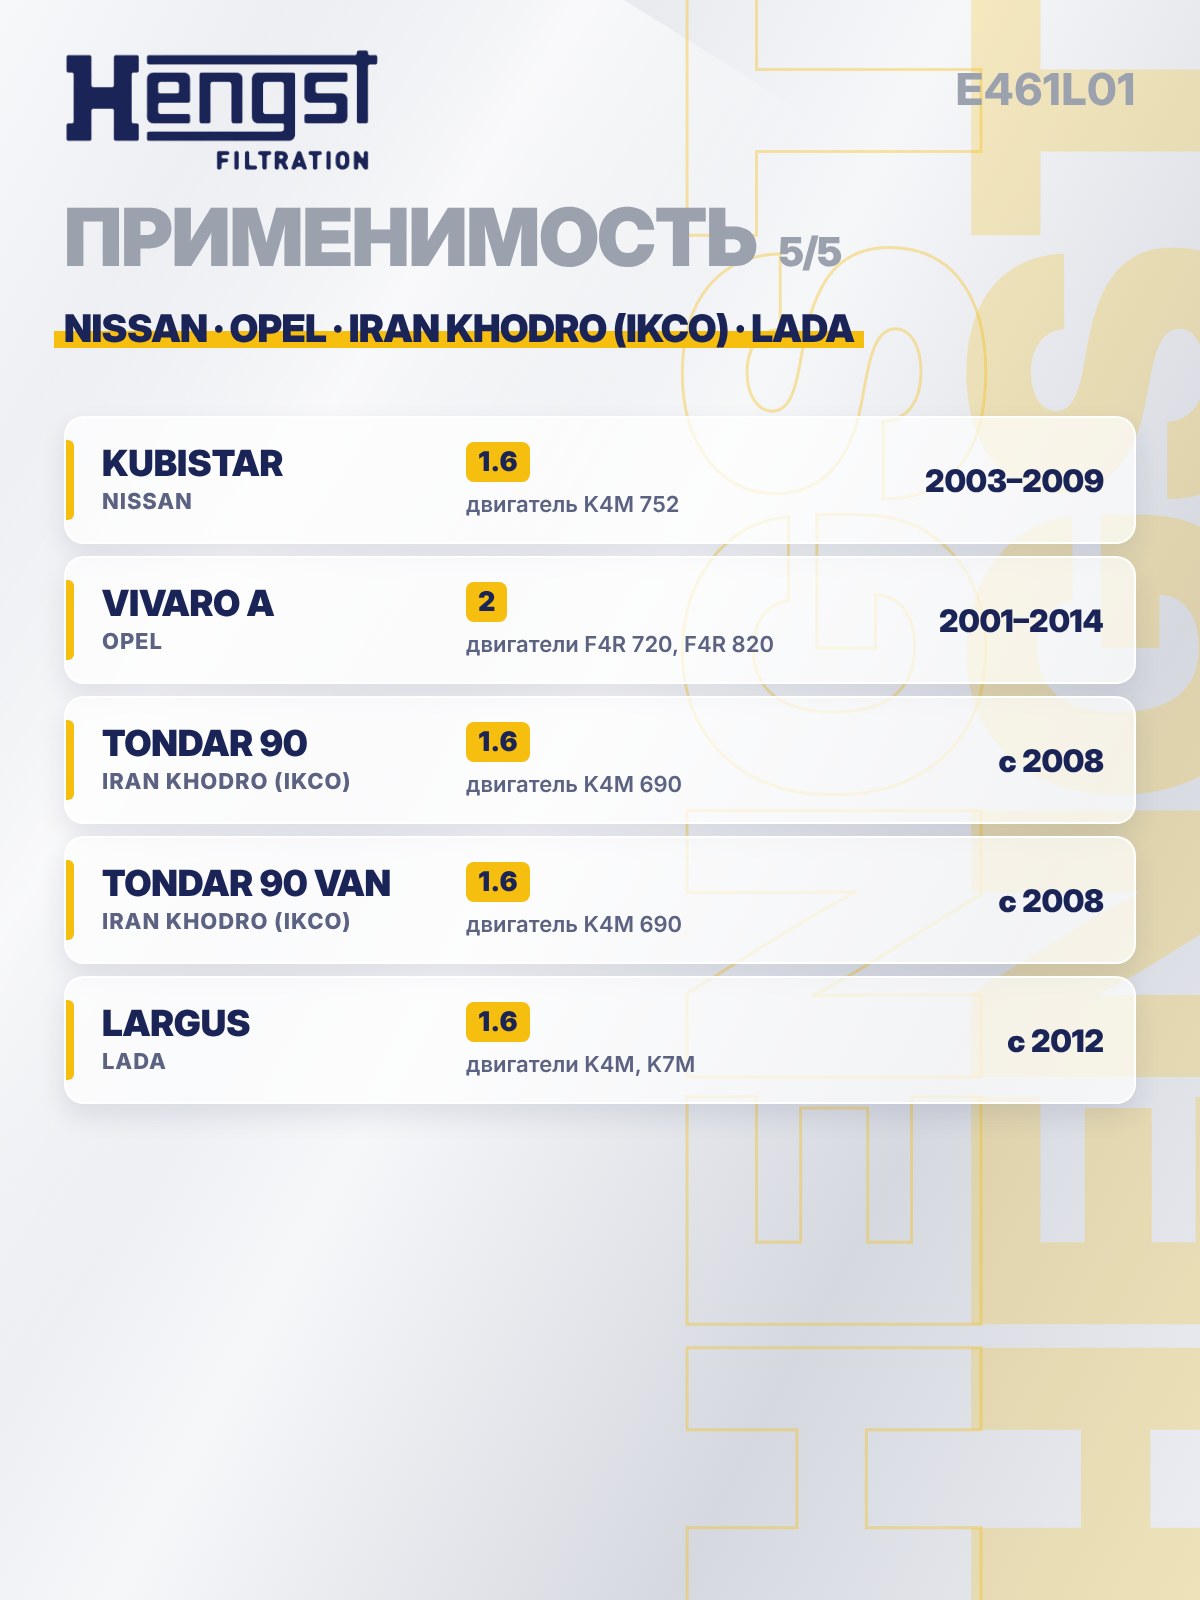 Hengst
FILTRATION
E461L01
ПРИМЕНИМОСТЬ 5/5
NISSAN · OPEL · IRAN KHODRO (IKCO) · LADA
KUBISTAR
NISSAN
1.6
двигатель K4M 752
2003–2009
VIVARO A
OPEL
2
двигатели F4R 720, F4R 820
2001–2014
TONDAR 90
IRAN KHODRO (IKCO)
1.6
двигатель K4M 690
с 2008
TONDAR 90 VAN
IRAN KHODRO (IKCO)
1.6
двигатель K4M 690
с 2008
LARGUS
LADA
1.6
двигатели K4M, K7M
с 2012
HENGST
HENGST